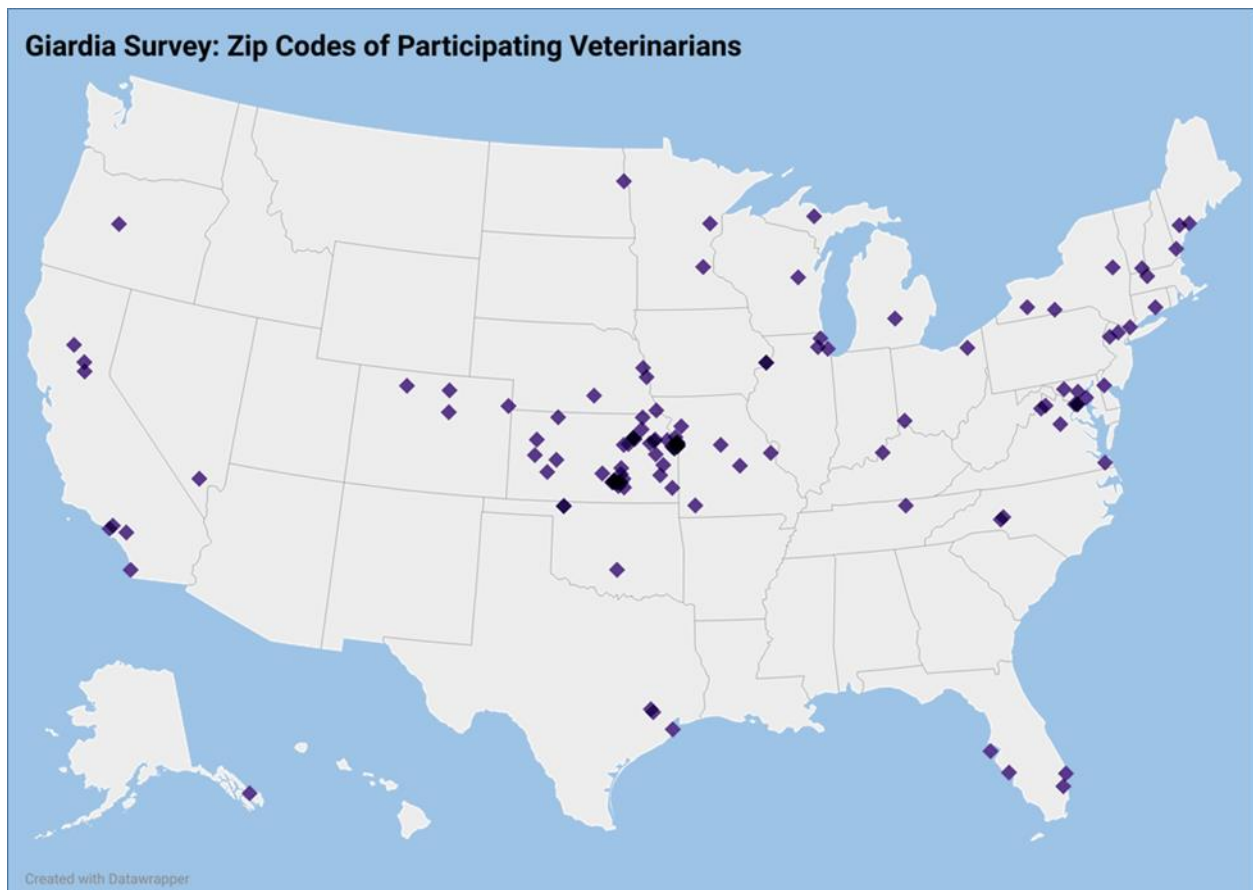 Giardia Survey: Zip Codes of Participating Veterinarians
Created with Datawrapper